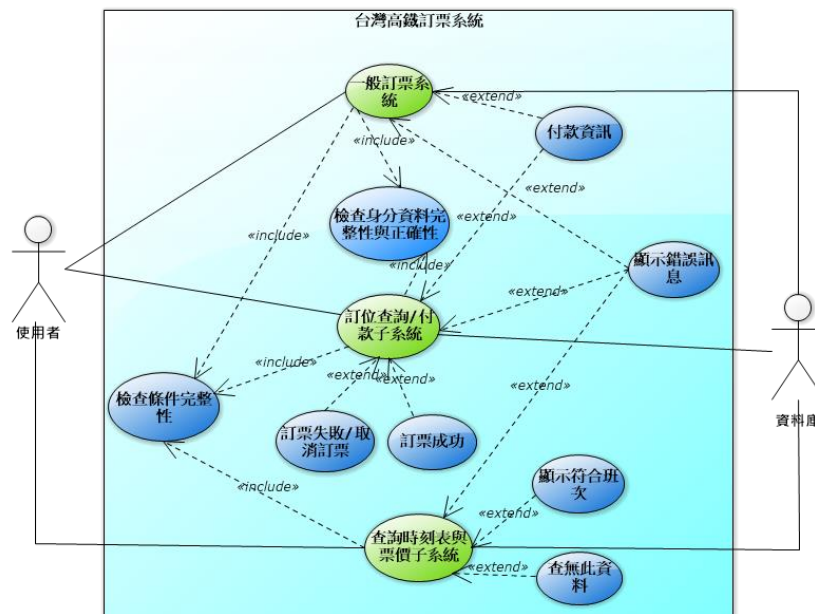 台灣高鐵訂票系統
一般訂票系
統
«extend»
付款資訊
«include»
«extend»
檢查身分資料完
整性與正確性
«extend»
«include»
«include»
顯示錯誤訊
息
使用者
訂位查詢/付
款子系統
«extend»
«include»
«extend»
«extend»
檢查條件完整
性
«extend»
資料庫
訂票失敗/取
消訂票
訂票成功
顯示符合班
次
«include»
«extend»
查詢時刻表與
票價子系統
«extend»
查無此資
料